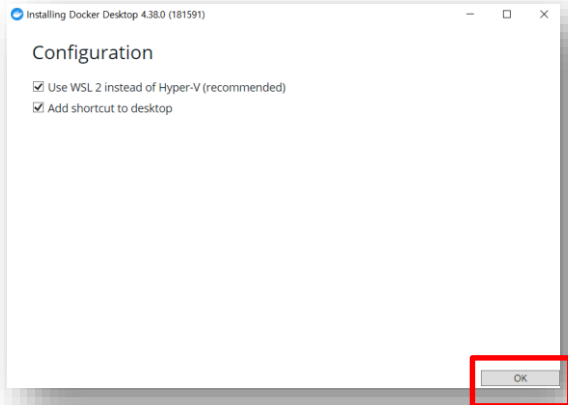 Installing Docker Desktop 4.38.0 (181591)
Configuration
Use WSL 2 instead of Hyper-V (recommended)
Add shortcut to desktop
OK